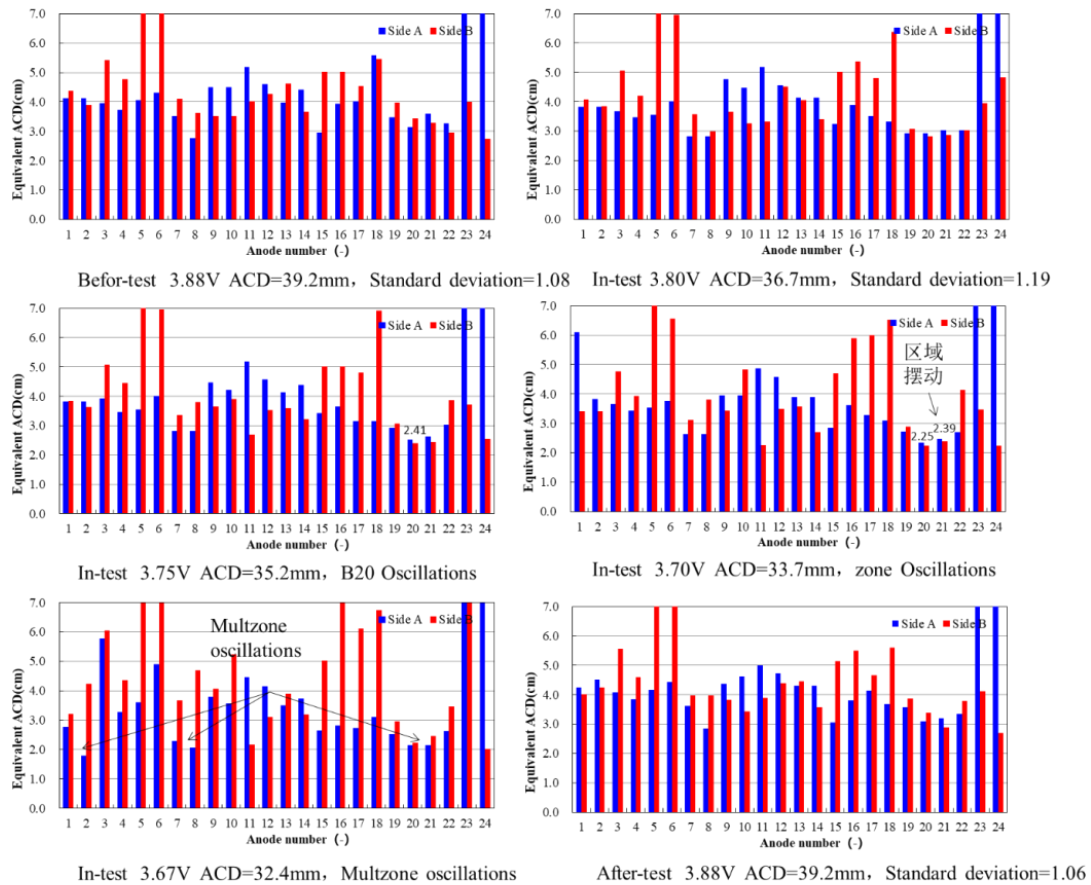 7.0
6.0
5.0
4.0
3.0
2.0
1.0
0.0
Equivalent ACD(cm)
Side A Side B
1 2 3 4 5 6 7 8 9 10 11 12 13 14 15 16 17 18 19 20 21 22 23 24
Anode number (-)
Befor-test 3.88V ACD=39.2mm，Standard deviation=1.08
7.0
6.0
5.0
4.0
3.0
2.0
1.0
0.0
Equivalent ACD(cm)
Side A Side B
1 2 3 4 5 6 7 8 9 10 11 12 13 14 15 16 17 18 19 20 21 22 23 24
Anode number (-)
In-test 3.80V ACD=36.7mm，Standard deviation=1.19
7.0
6.0
5.0
4.0
3.0
2.0
1.0
0.0
Equivalent ACD(cm)
Side A Side B
2.41
1 2 3 4 5 6 7 8 9 10 11 12 13 14 15 16 17 18 19 20 21 22 23 24
Anode number (-)
In-test 3.75V ACD=35.2mm，B20 Oscillations
7.0
6.0
5.0
4.0
3.0
2.0
1.0
0.0
Equivalent ACD(cm)
Side A Side B
区域
摆动
2.39
2.25
1 2 3 4 5 6 7 8 9 10 11 12 13 14 15 16 17 18 19 20 21 22 23 24
Anode number (-)
In-test 3.70V ACD=33.7mm，zone Oscillations
7.0
6.0
5.0
4.0
3.0
2.0
1.0
0.0
Equivalent ACD(cm)
Side A Side B
Multzone
oscillations
1 2 3 4 5 6 7 8 9 10 11 12 13 14 15 16 17 18 19 20 21 22 23 24
Anode number (-)
In-test 3.67V ACD=32.4mm，Multzone oscillations
7.0
6.0
5.0
4.0
3.0
2.0
1.0
0.0
Equivalent ACD(cm)
Side A Side B
1 2 3 4 5 6 7 8 9 10 11 12 13 14 15 16 17 18 19 20 21 22 23 24
Anode number (-)
After-test 3.88V ACD=39.2mm，Standard deviation=1.06